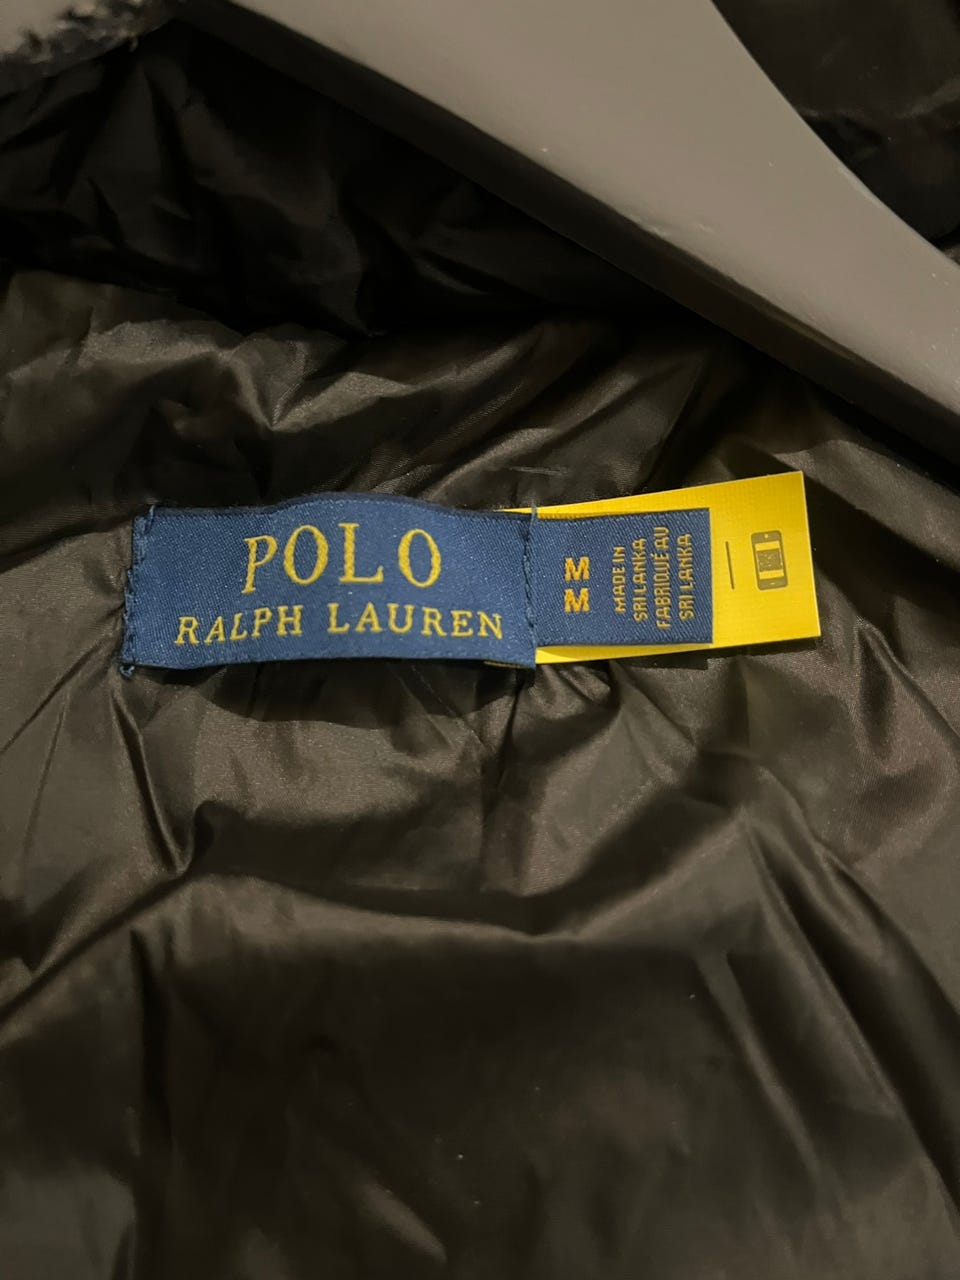 POLO
RALPH LAUREN
M
M
MADE IN
SRI LANKA
FABRIQUÉ AU
SRI LANKA